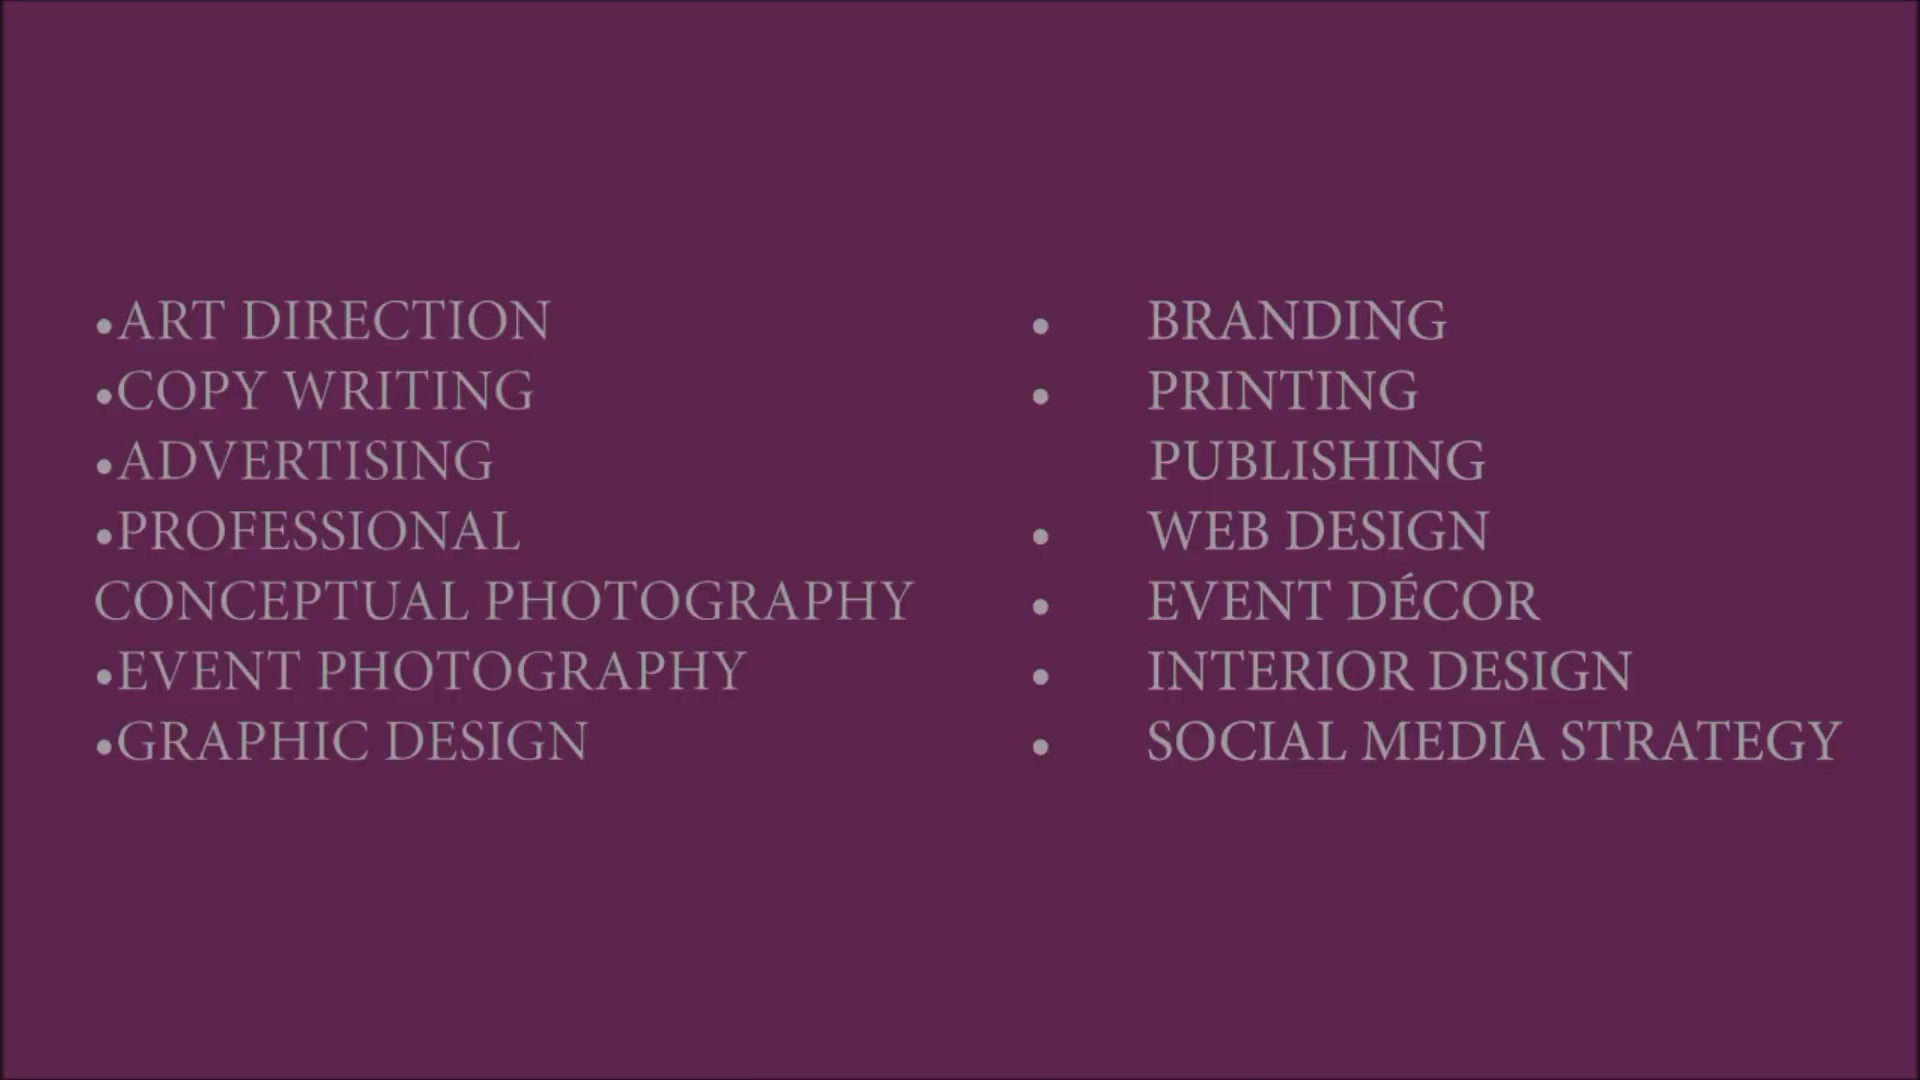 •ART DIRECTION
•COPY WRITING
•ADVERTISING
•PROFESSIONAL
CONCEPTUAL PHOTOGRAPHY
•EVENT PHOTOGRAPHY
•GRAPHIC DESIGN
• BRANDING
• PRINTING
PUBLISHING
• WEB DESIGN
• EVENT DÉCOR
• INTERIOR DESIGN
• SOCIAL MEDIA STRATEGY